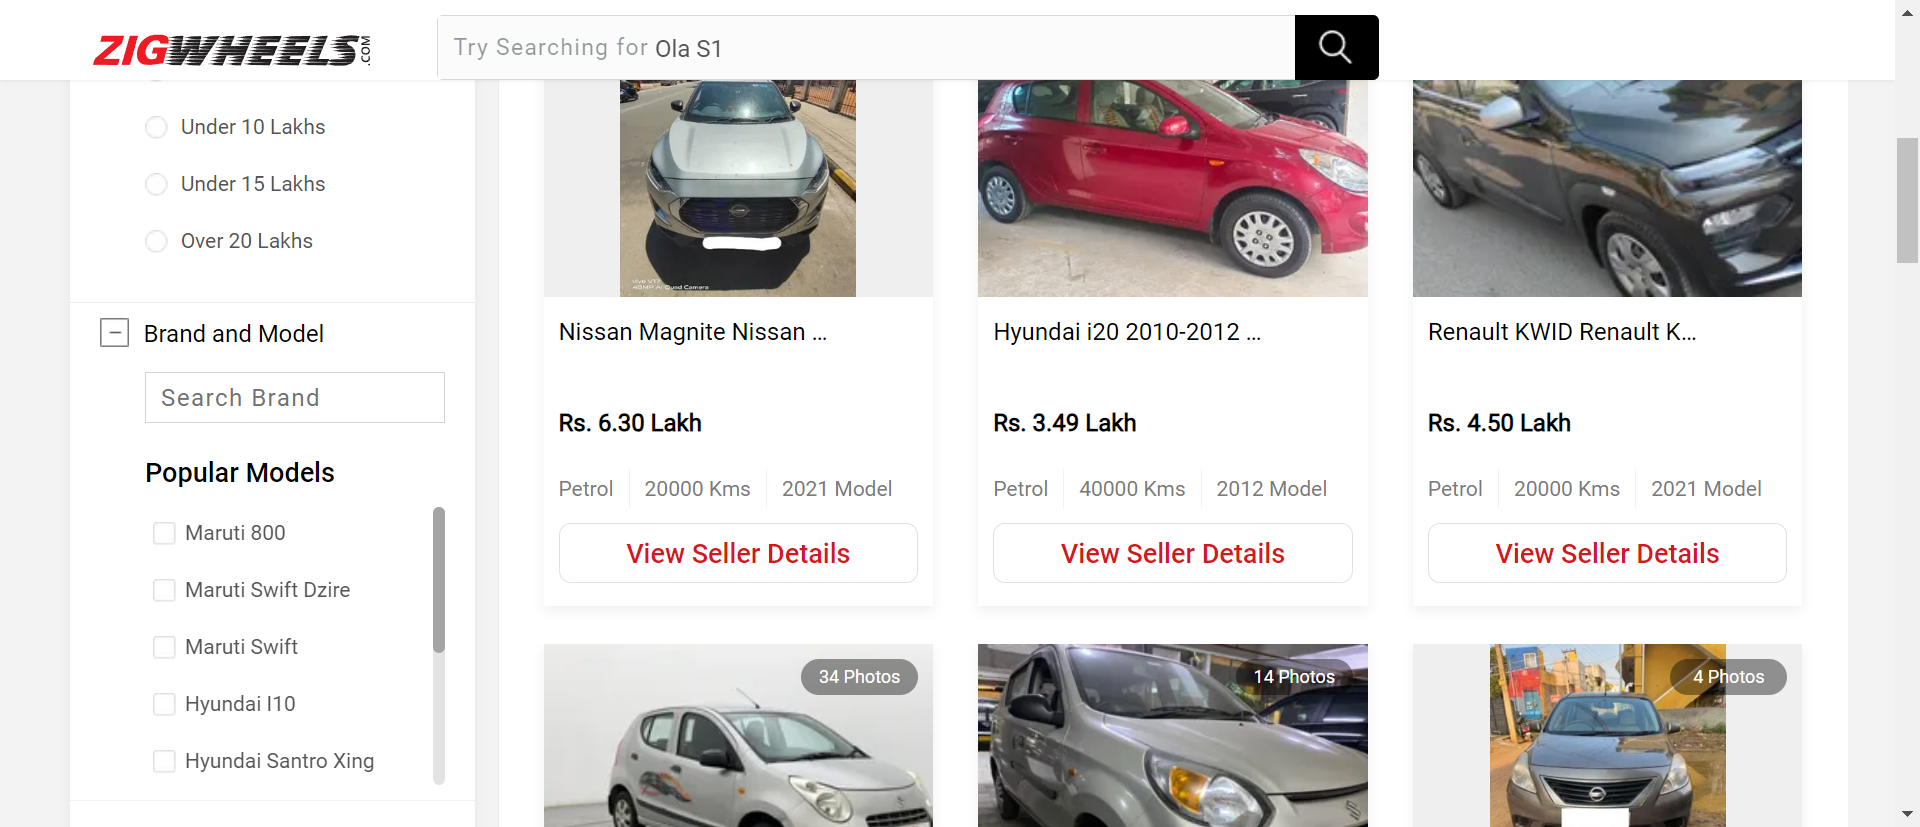 ZIGWHEELS.COM
Try Searching for Ola S1
Under 10 Lakhs
Under 15 Lakhs
Over 20 Lakhs
Brand and Model
Search Brand
Popular Models
Maruti 800
Maruti Swift Dzire
Maruti Swift
Hyundai I10
Hyundai Santro Xing
Nissan Magnite Nissan ...
Rs. 6.30 Lakh
Petrol
20000 Kms
2021 Model
View Seller Details
Hyundai i20 2010-2012 ...
Rs. 3.49 Lakh
Petrol
40000 Kms
2012 Model
View Seller Details
Renault KWID Renault K...
Rs. 4.50 Lakh
Petrol
20000 Kms
2021 Model
View Seller Details
34 Photos
14 Photos
4 Photos